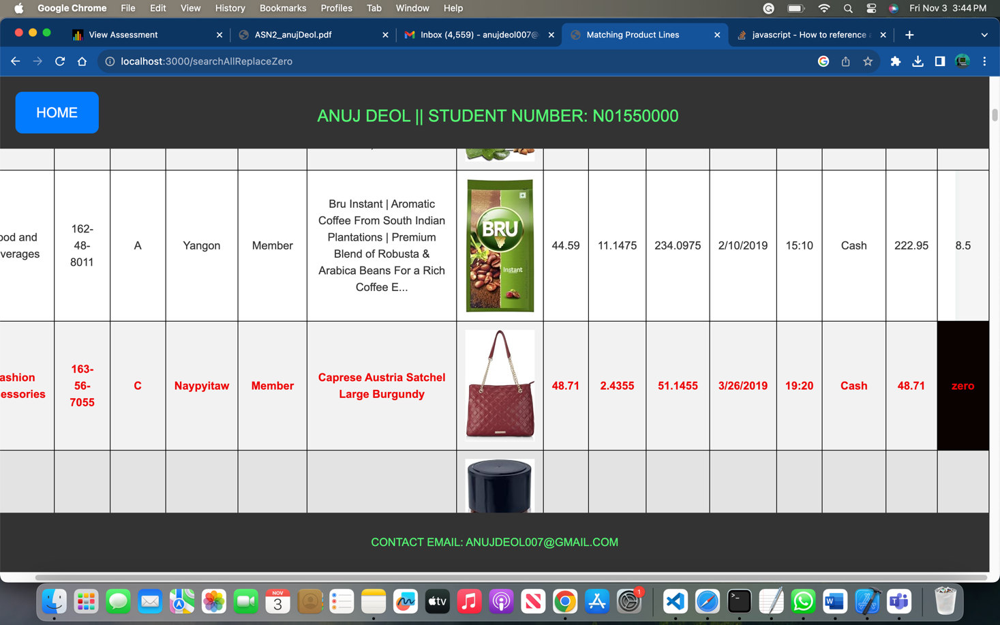 Google Chrome File Edit View History Bookmarks Profiles Tab Window Help Fri Nov 3 3:44 PM
View Assessment ASN2_anujDeol.pdf Inbox (4,559) - anujdeol007@ Matching Product Lines javascript - How to reference
localhost:3000/searchAllReplaceZero
HOME
ANUJ DEOL || STUDENT NUMBER: N01550000
ood and
verages
162-
48-
8011
A
Yangon
Member
Bru Instant | Aromatic
Coffee From South Indian
Plantations | Premium
Blend of Robusta &
Arabica Beans For a Rich
Coffee E...
BRU
Instant
44.59
11.1475
234.0975
2/10/2019
15:10
Cash
222.95
8.5
ashion
essories
163-
56-
7055
C
Naypyitaw
Member
Caprese Austria Satchel
Large Burgundy
48.71
2.4355
51.1455
3/26/2019
19:20
Cash
48.71
zero
CONTACT EMAIL: ANUJDEOL007@GMAIL.COM
NOV
3
tv
1